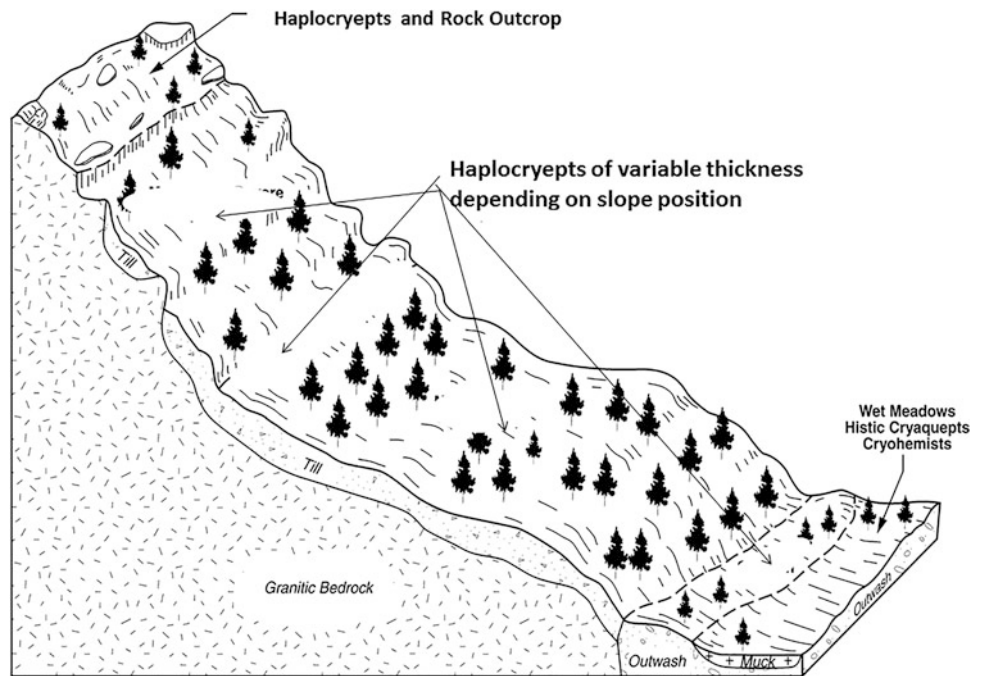 Haplocryepts and Rock Outcrop
Haplocryepts of variable thickness
depending on slope position
Till
Wet Meadows
Histic Cryaquepts
Cryohemists
Till
Granitic Bedrock
Outwash
Outwash
Muck